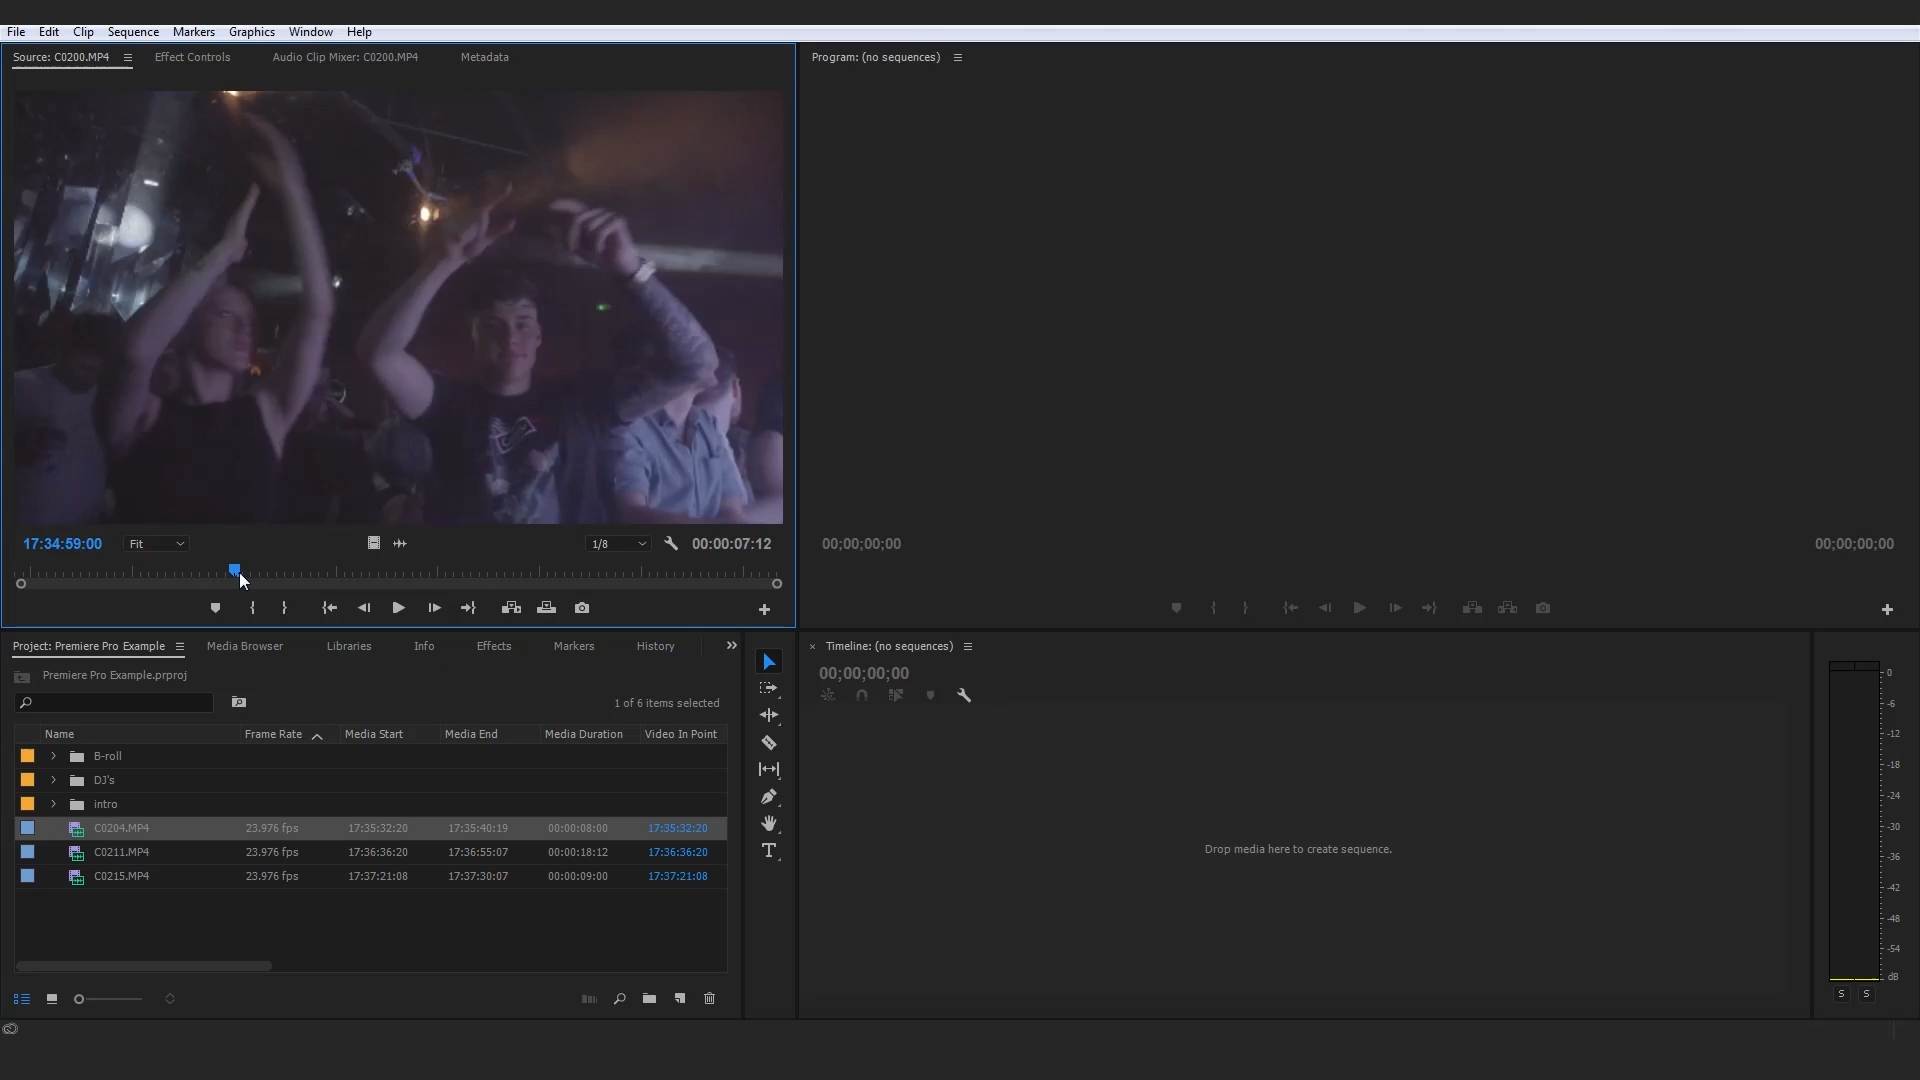 File Edit Clip Sequence Markers Graphics Window Help
Source: C0200.MP4 Effect Controls Audio Clip Mixer: C0200.MP4 Metadata
Program: (no sequences)
17:34:59:00 Fit 1/8 00:00:07:12
00;00;00;00 00;00;00;00
Project: Premiere Pro Example Media Browser Libraries Info Effects Markers History
Premiere Pro Example.prproj
1 of 6 items selected
Name Frame Rate Media Start Media End Media Duration Video In Point
B-roll
DJ's
intro
C0204.MP4 23.976 fps 17:35:32:20 17:35:40:19 00:00:08:00 17:35:32:20
C0211.MP4 23.976 fps 17:36:36:20 17:36:55:07 00:00:18:12 17:36:36:20
C0215.MP4 23.976 fps 17:37:21:08 17:37:30:07 00:00:09:00 17:37:21:08
Timeline: (no sequences)
00;00;00;00
Drop media here to create sequence.
0
-6
-12
-18
-24
-30
-36
-42
-48
-54
dB
S S